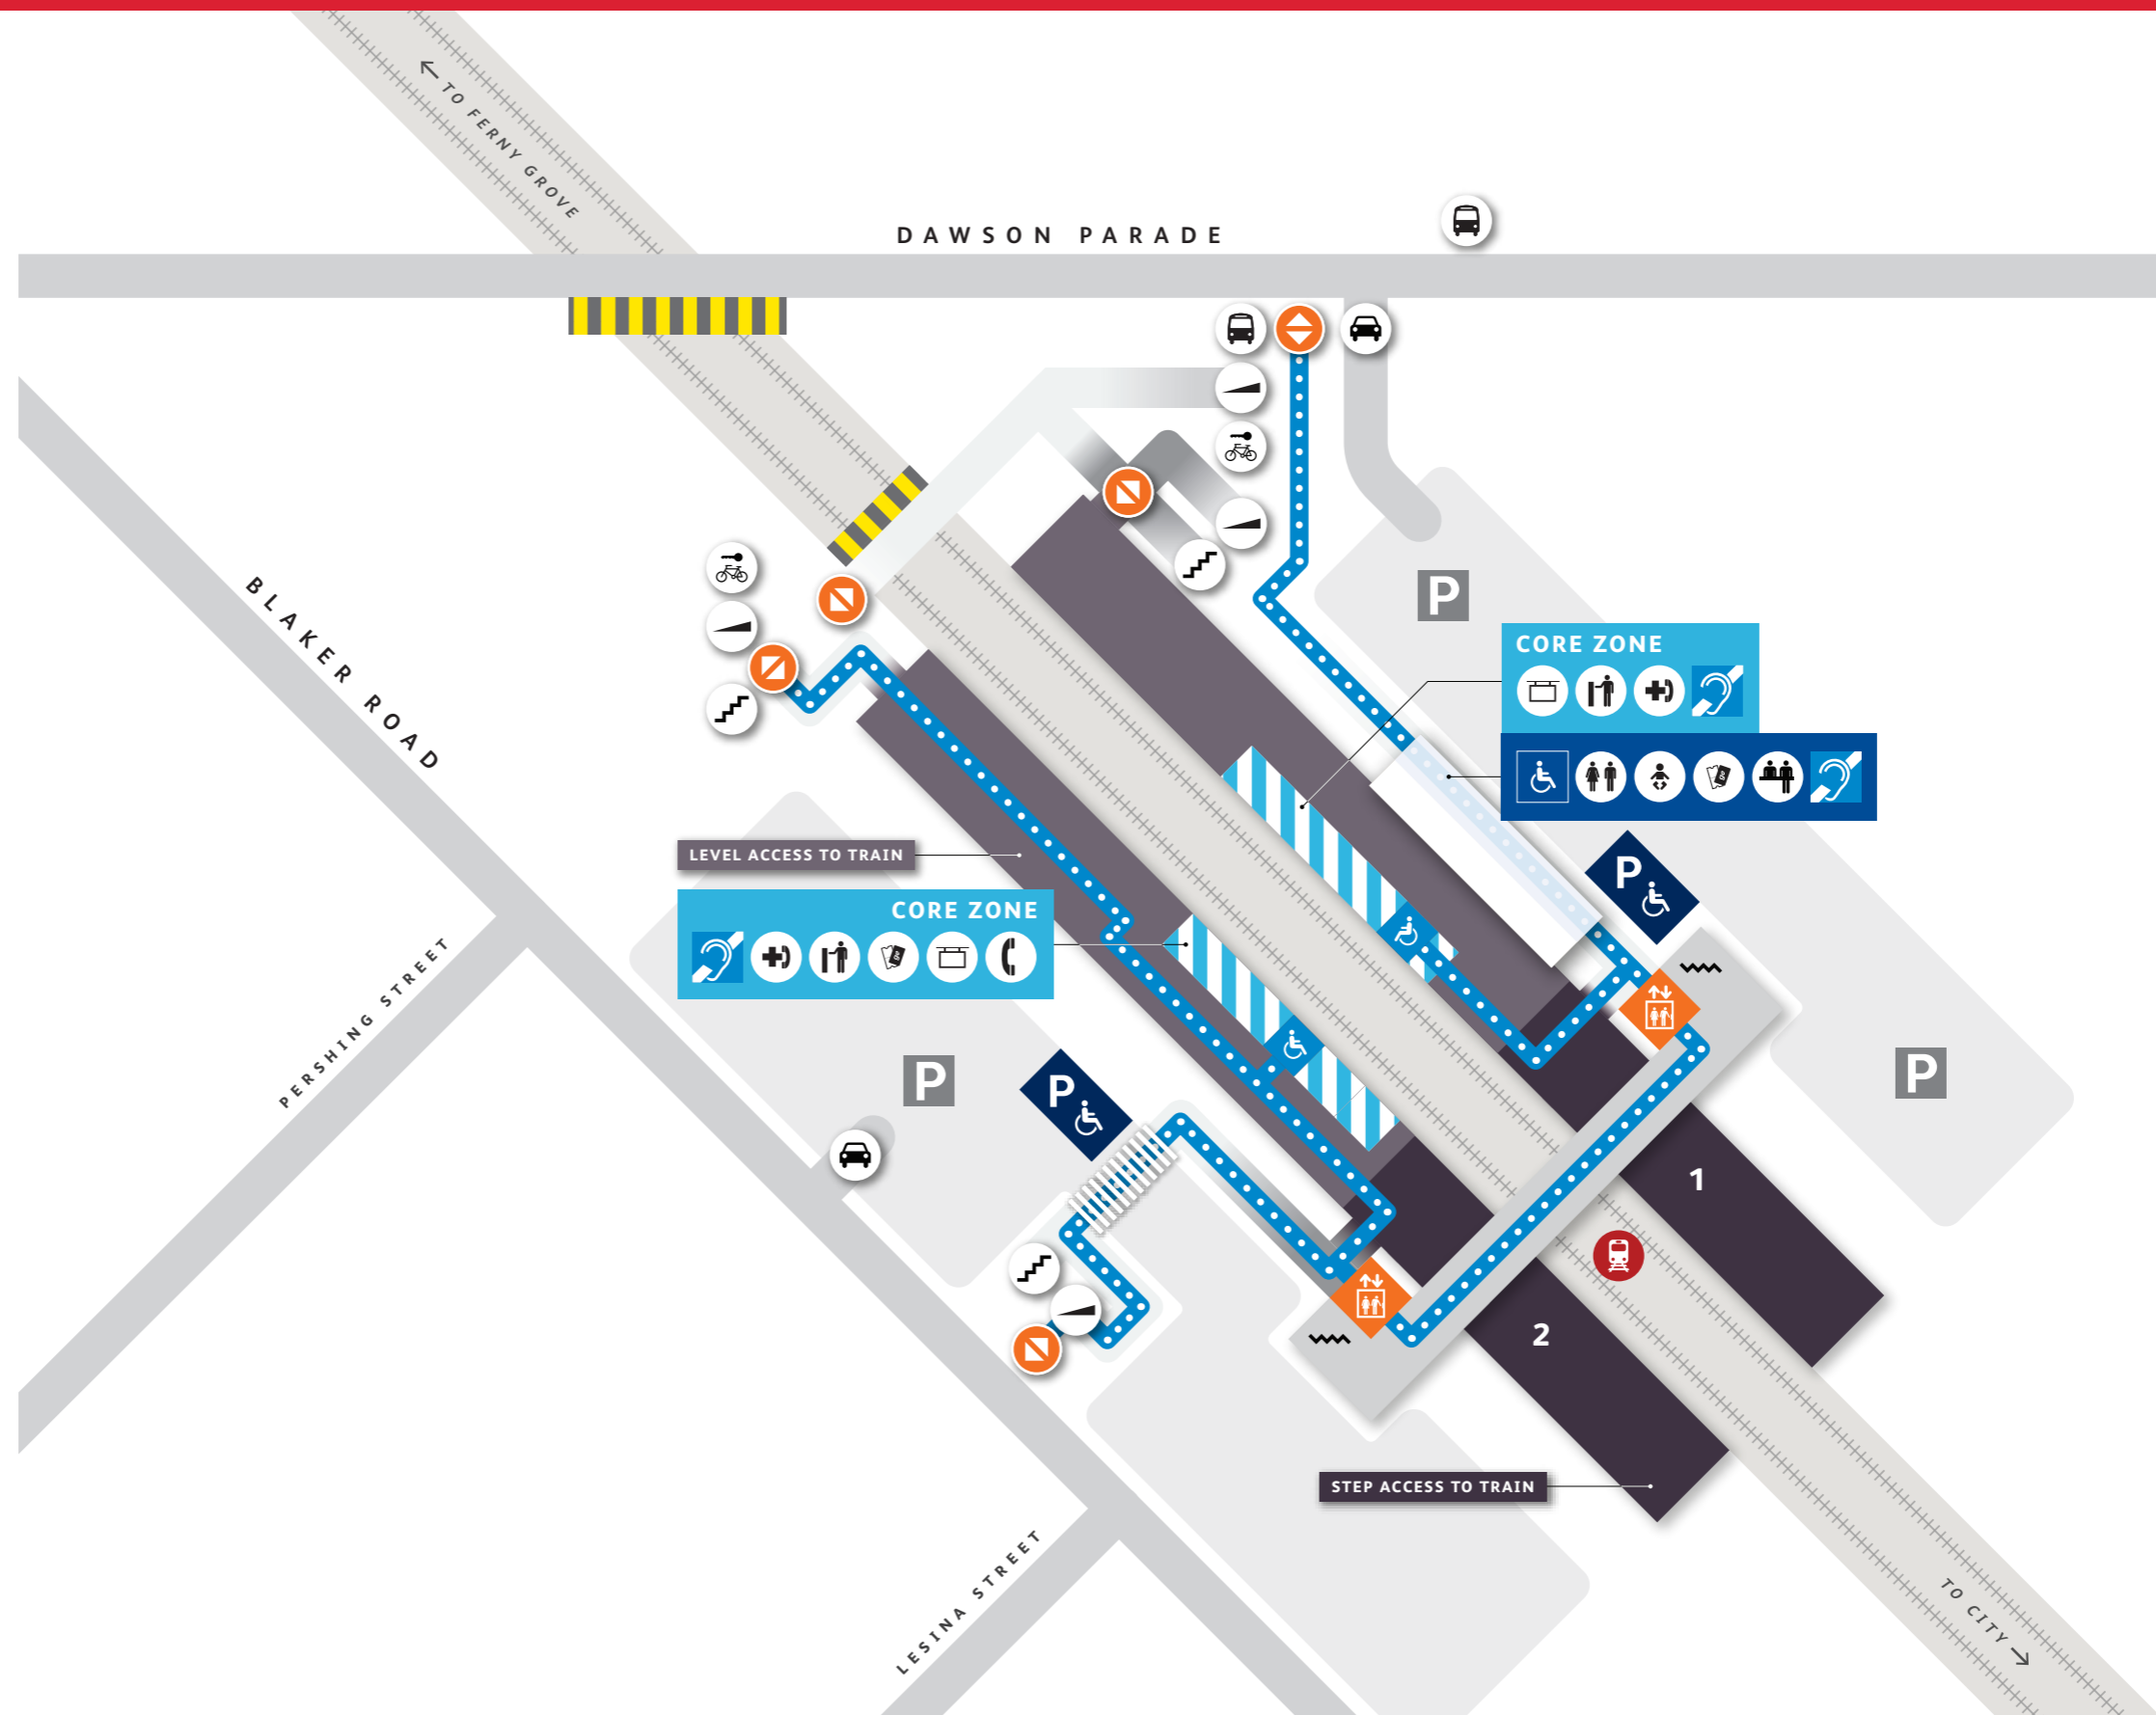 ← TO FERNY GROVE
DAWSON PARADE
BLAKER ROAD
P
CORE ZONE
LEVEL ACCESS TO TRAIN
CORE ZONE
P
PERSHING STREET
P
P
P
1
2
STEP ACCESS TO TRAIN
LESINA STREET
TO CITY →